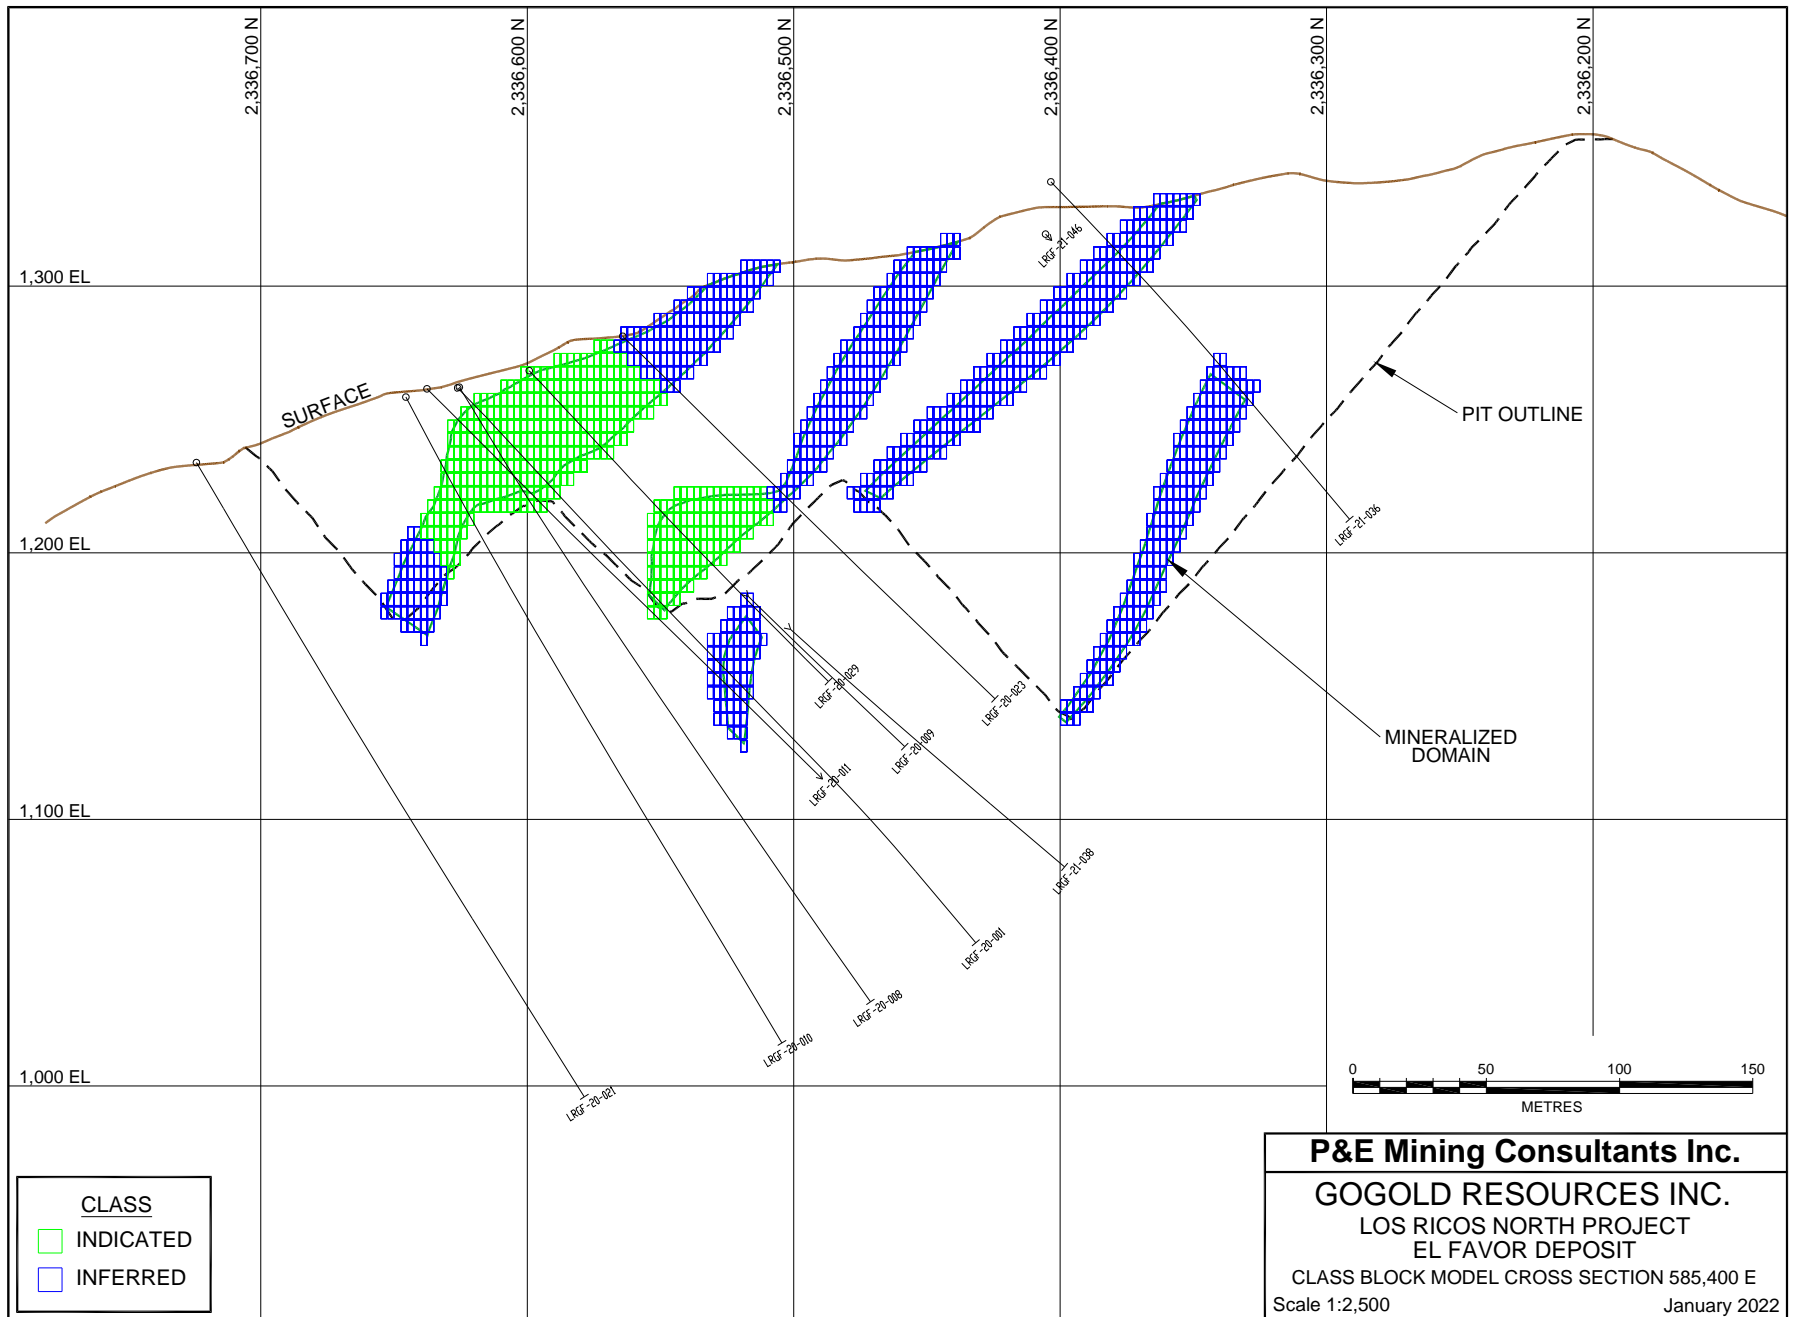 2,336,700 N
2,336,600 N
2,336,500 N
2,336,400 N
2,336,300 N
2,336,200 N
1,300 EL
1,200 EL
1,100 EL
1,000 EL
SURFACE
LRGF-21-046
PIT OUTLINE
LRGF-21-036
LRGF-20-029
LRGF-20-023
LRGF-20-009
LRGF-20-011
MINERALIZED
DOMAIN
LRGF-21-038
LRGF-20-001
LRGF-20-008
LRGF-20-010
LRGF-20-021
0 50 100 150
METRES
CLASS
INDICATED
INFERRED
P&E Mining Consultants Inc.
GOGOLD RESOURCES INC.
LOS RICOS NORTH PROJECT
EL FAVOR DEPOSIT
CLASS BLOCK MODEL CROSS SECTION 585,400 E
Scale 1:2,500 January 2022